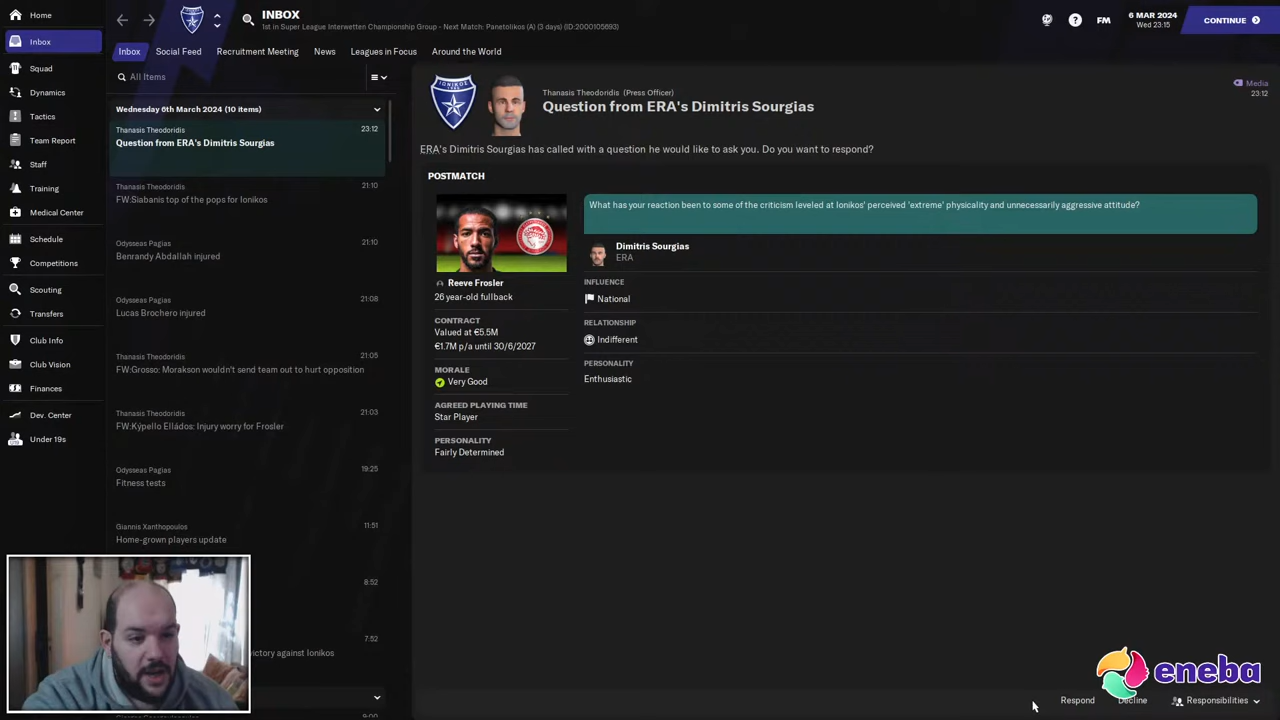 Home
Inbox
Squad
Dynamics
Tactics
Team Report
Staff
Training
Medical Center
Schedule
Competitions
Scouting
Transfers
Club Info
Club Vision
Finances
Dev. Center
Under 19s
INBOX
1st in Super League Interwetten Championship Group - Next Match: Panetolikos (A) (3 days) (ID:2000105693)
FM
6 MAR 2024
Wed 23:15
CONTINUE
Inbox
Social Feed
Recruitment Meeting
News
Leagues in Focus
Around the World
All Items
Wednesday 6th March 2024 (10 items)
Thanasis Theodoridis
23:12
Question from ERA's Dimitris Sourgias
Thanasis Theodoridis
21:10
FW:Siabanis top of the pops for Ionikos
Odysseas Pagias
21:10
Benrandy Abdallah injured
Odysseas Pagias
21:08
Lucas Brochero injured
Thanasis Theodoridis
21:05
FW:Grosso: Morakson wouldn't send team out to hurt opposition
Thanasis Theodoridis
21:03
FW:Kýpello Elládos: Injury worry for Frosler
Odysseas Pagias
19:25
Fitness tests
Giannis Xanthopoulos
11:51
Home-grown players update
8:52
7:52
victory against Ionikos
9:00
IONIKOS
Thanasis Theodoridis (Press Officer)
Question from ERA's Dimitris Sourgias
Media
23:12
ERA's Dimitris Sourgias has called with a question he would like to ask you. Do you want to respond?
POSTMATCH
Reeve Frosler
26 year-old fullback
CONTRACT
Valued at €5.5M
€1.7M p/a until 30/6/2027
MORALE
Very Good
AGREED PLAYING TIME
Star Player
PERSONALITY
Fairly Determined
What has your reaction been to some of the criticism leveled at Ionikos' perceived 'extreme' physicality and unnecessarily aggressive attitude?
Dimitri Sourgias
ERA
INFLUENCE
National
RELATIONSHIP
Indifferent
PERSONALITY
Enthusiastic
eneba
Respond
Decline
Responsibilities